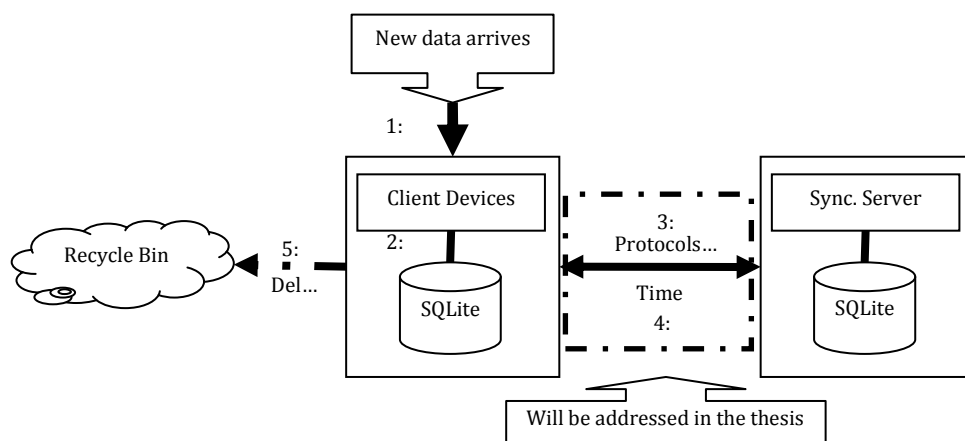 New data arrives
1:
Client Devices
Sync. Server
2:
3:
Protocols…
5:
Del…
Recycle Bin
SQLite
Time
4:
SQLite
Will be addressed in the thesis